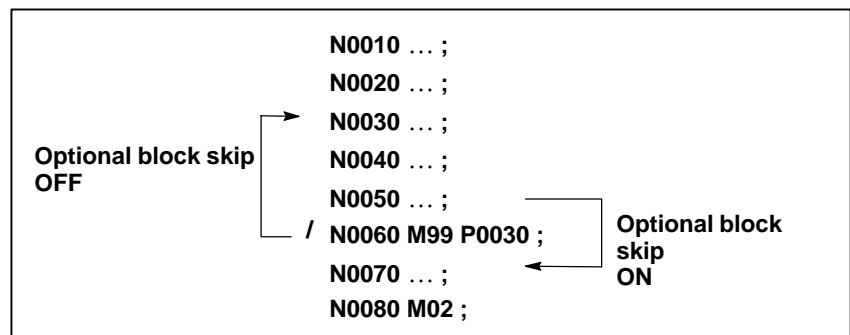 N0010 … ;
N0020 … ;
N0030 … ;
Optional block skip
OFF
N0040 … ;
N0050 … ;
/ N0060 M99 P0030 ;
Optional block
skip
ON
N0070 … ;
N0080 M02 ;